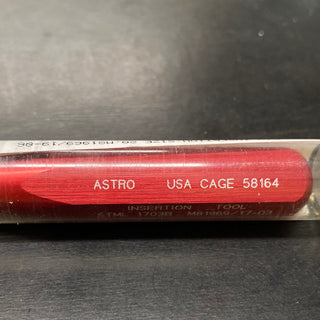 ASTRO USA CAGE 58164
INSERTION TOOL
ATML 1703B M81969/17-03